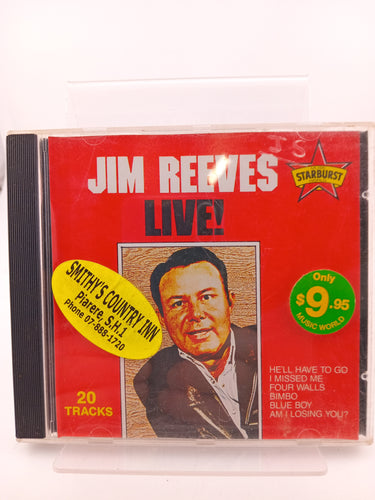 JIM REEVES
LIVE!
STARBURST
SMITHY'S COUNTRY INN
Piarere, S.H.1
Phone 07-888-1720
Only
$9.95
MUSIC WORLD
HE'LL HAVE TO GO
I MISSED ME
FOUR WALLS
BIMBO
BLUE BOY
AM I LOSING YOU?
20
TRACKS